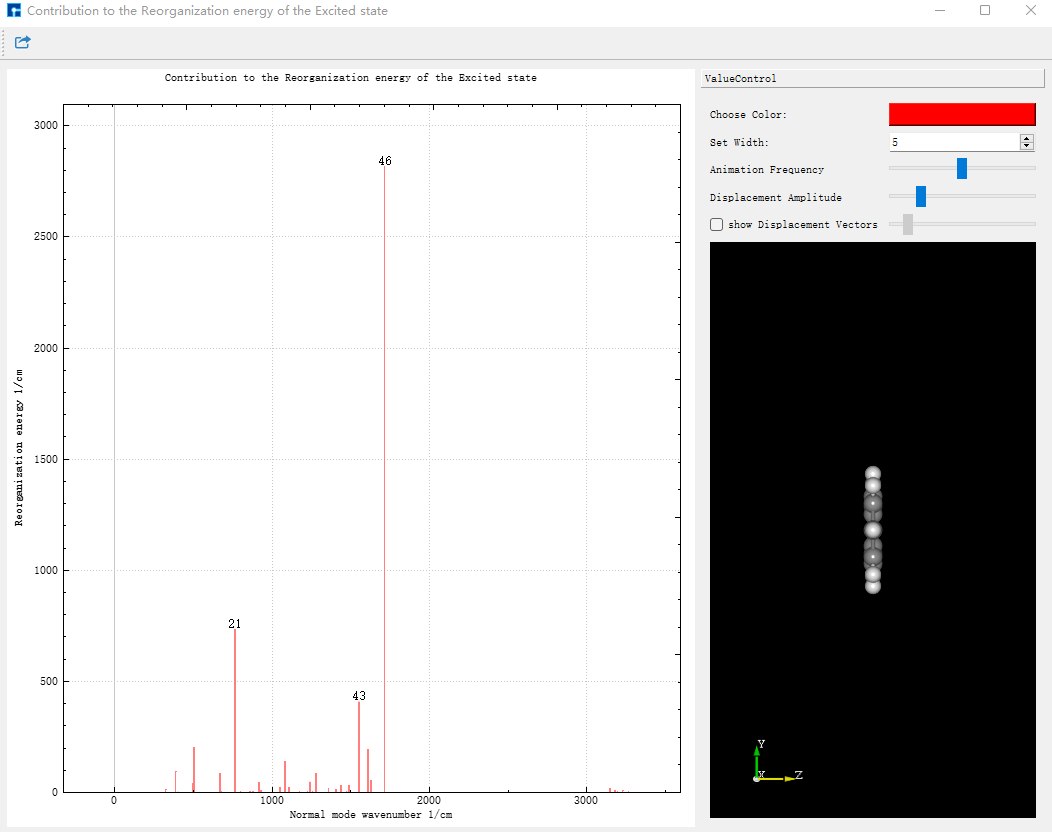 Contribution to the Reorganization energy of the Excited state
Contribution to the Reorganization energy of the Excited state
ValueControl
Choose Color:
Set Width:
5
Animation Frequency
Displacement Amplitude
show Displacement Vectors
3000
2500
2000
1500
1000
500
0
Reorganization energy 1/cm
46
21
43
0
1000
2000
3000
Normal mode wavenumber 1/cm
Y
X
Z